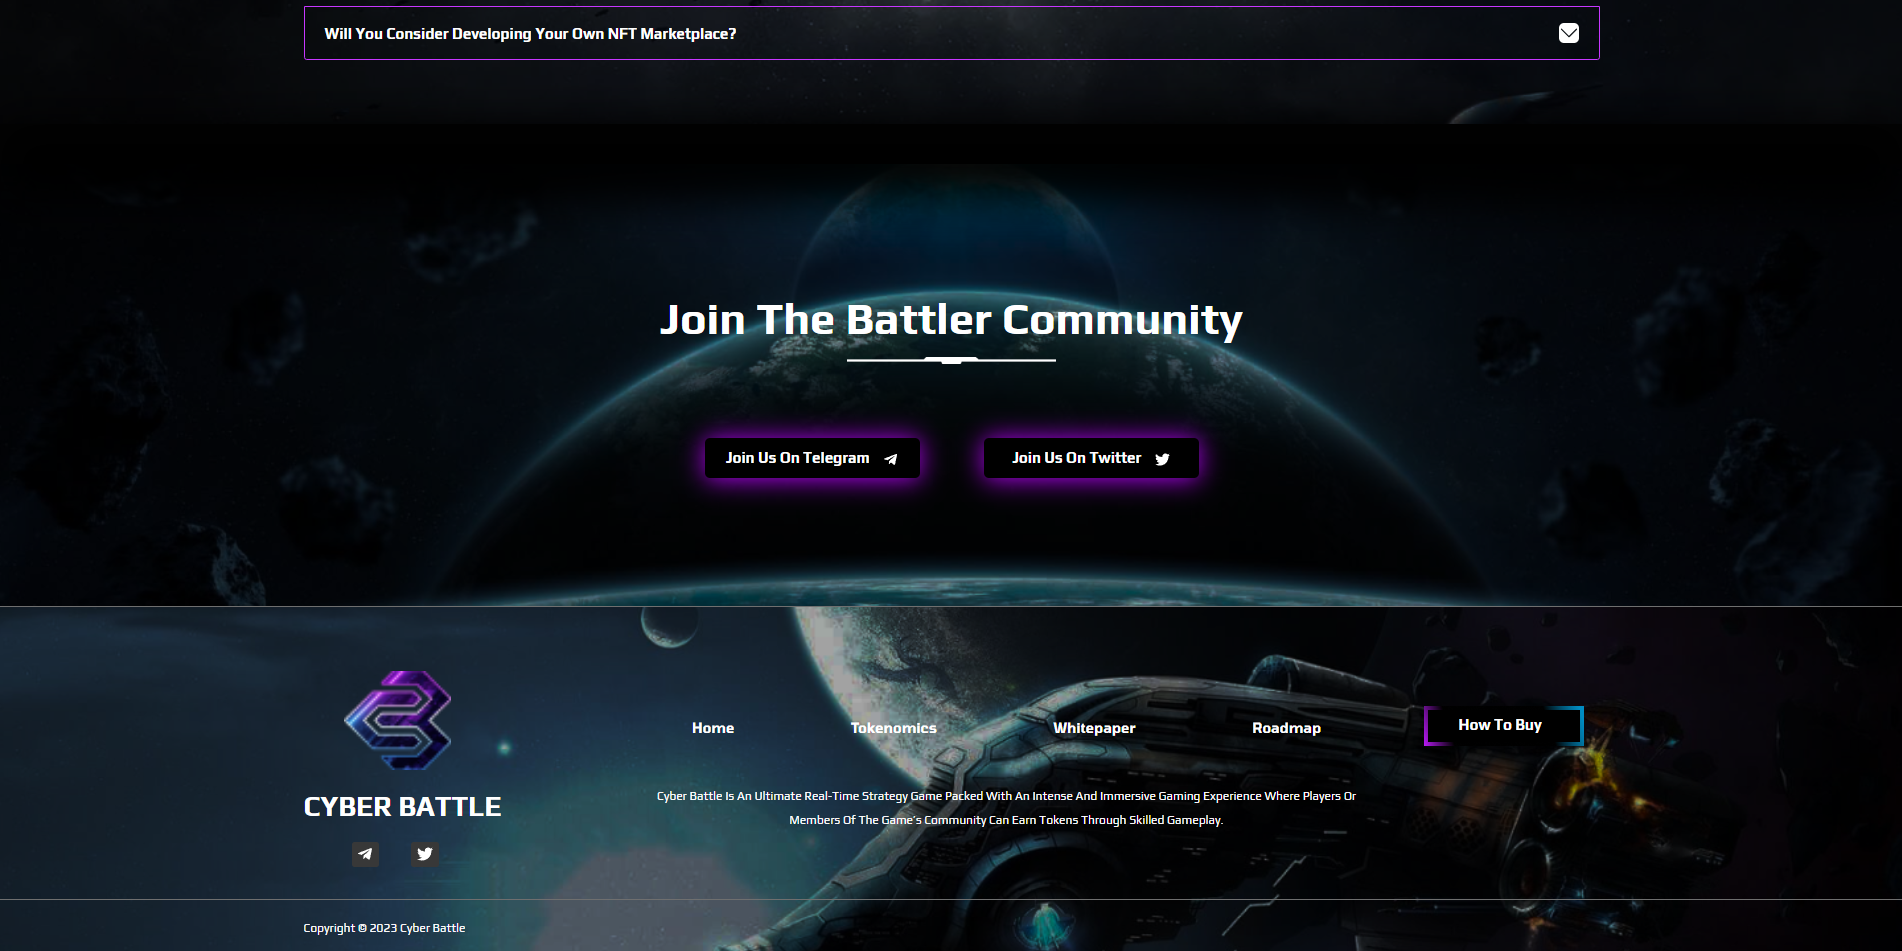 Will You Consider Developing Your Own NFT Marketplace?
Join The Battler Community
Join Us On Telegram
Join Us On Twitter
Home
Tokenomics
Whitepaper
Roadmap
How To Buy
CYBER BATTLE
Cyber Battle Is An Ultimate Real-Time Strategy Game Packed With An Intense And Immersive Gaming Experience Where Players Or
Members Of The Game's Community Can Earn Tokens Through Skilled Gameplay.
Copyright © 2023 Cyber Battle